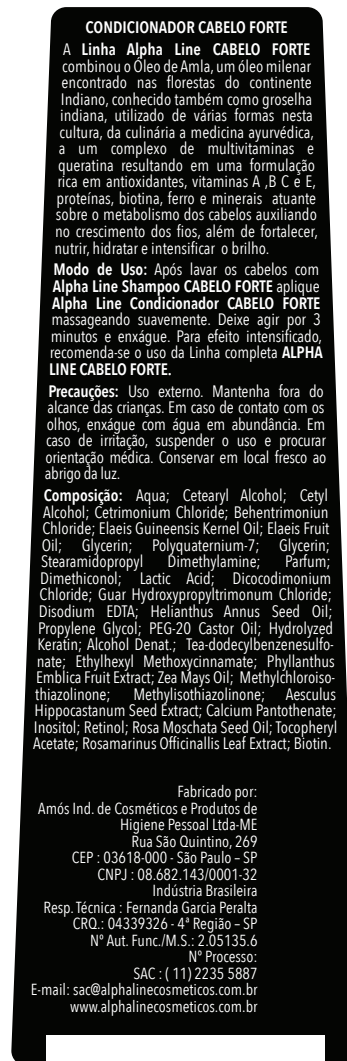 CONDICIONADOR CABELO FORTE
A Linha Alpha Line CABELO FORTE
combinou o Óleo de Amla, um óleo milenar
encontrado nas florestas do continente
Indiano, conhecido também como groselha
indiana, utilizado de várias formas nesta
cultura, da culinária a medicina ayurvédica,
a um complexo de multivitaminas e
queratina resultando em uma formulação
rica em antioxidantes, vitaminas A ,B C e E,
proteínas, biotina, ferro e minerais atuante
sobre o metabolismo dos cabelos auxiliando
no crescimento dos fios, além de fortalecer,
nutrir, hidratar e intensificar o brilho.
Modo de Uso: Após lavar os cabelos com
Alpha Line Shampoo CABELO FORTE aplique
Alpha Line Condicionador CABELO FORTE
massageando suavemente. Deixe agir por 3
minutos e enxágue. Para efeito intensificado,
recomenda-se o uso da Linha completa ALPHA
LINE CABELO FORTE.
Precauções: Uso externo. Mantenha fora do
alcance das crianças. Em caso de contato com os
olhos, enxágue com água em abundância. Em
caso de irritação, suspender o uso e procurar
orientação médica. Conservar em local fresco ao
abrigo da luz.
Composição: Aqua; Cetearyl Alcohol; Cetyl
Alcohol; Cetrimonium Chloride; Behentrimoniun
Chloride; Elaeis Guineensis Kernel Oil; Elaeis Fruit
Oil; Glycerin; Polyquaternium-7; Glycerin;
Stearamidopropyl Dimethylamine; Parfum;
Dimethiconol; Lactic Acid; Dicocodimonium
Chloride; Guar Hydroxypropyltrimonum Chloride;
Disodium EDTA; Helianthus Annus Seed Oil;
Propylene Glycol; PEG-20 Castor Oil; Hydrolyzed
Keratin; Alcohol Denat.; Tea-dodecylbenzenesulfo-
nate; Ethylhexyl Methoxycinnamate; Phyllanthus
Emblica Fruit Extract; Zea Mays Oil; Methylchloroiso-
thiazolinone; Methylisothiazolinone; Aesculus
Hippocastanum Seed Extract; Calcium Pantothenate;
Inositol; Retinol; Rosa Moschata Seed Oil; Tocopheryl
Acetate; Rosamarinus Officinallis Leaf Extract; Biotin.
Fabricado por:
Amós Ind. de Cosméticos e Produtos de
Higiene Pessoal Ltda-ME
Rua São Quintino, 269
CEP : 03618-000 - São Paulo – SP
CNPJ : 08.682.143/0001-32
Indústria Brasileira
Resp. Técnica : Fernanda Garcia Peralta
CRQ.: 04339326 - 4ª Região – SP
Nº Aut. Func./M.S.: 2.05135.6
Nº Processo:
SAC : ( 11) 2235 5887
E-mail: sac@alphalinecosmeticos.com.br
www.alphalinecosmeticos.com.br